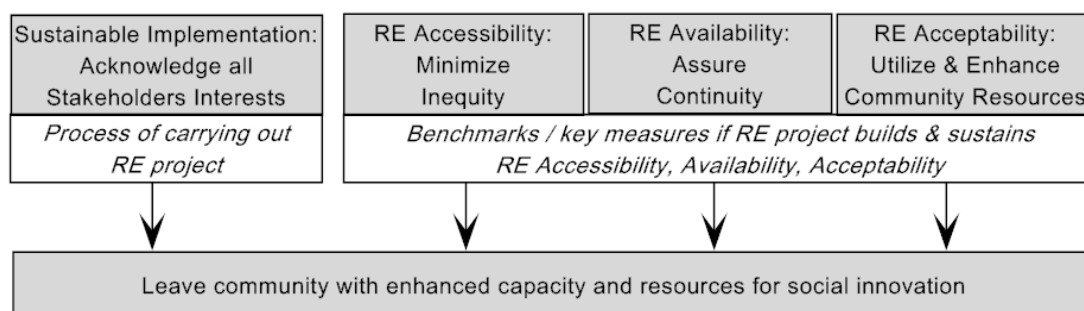 Sustainable Implementation:
Acknowledge all
Stakeholders Interests
Process of carrying out
RE project
RE Accessibility:
Minimize
Inequity
RE Availability:
Assure
Continuity
RE Acceptability:
Utilize & Enhance
Community Resources
Benchmarks / key measures if RE project builds & sustains
RE Accessibility, Availability, Acceptability
Leave community with enhanced capacity and resources for social innovation